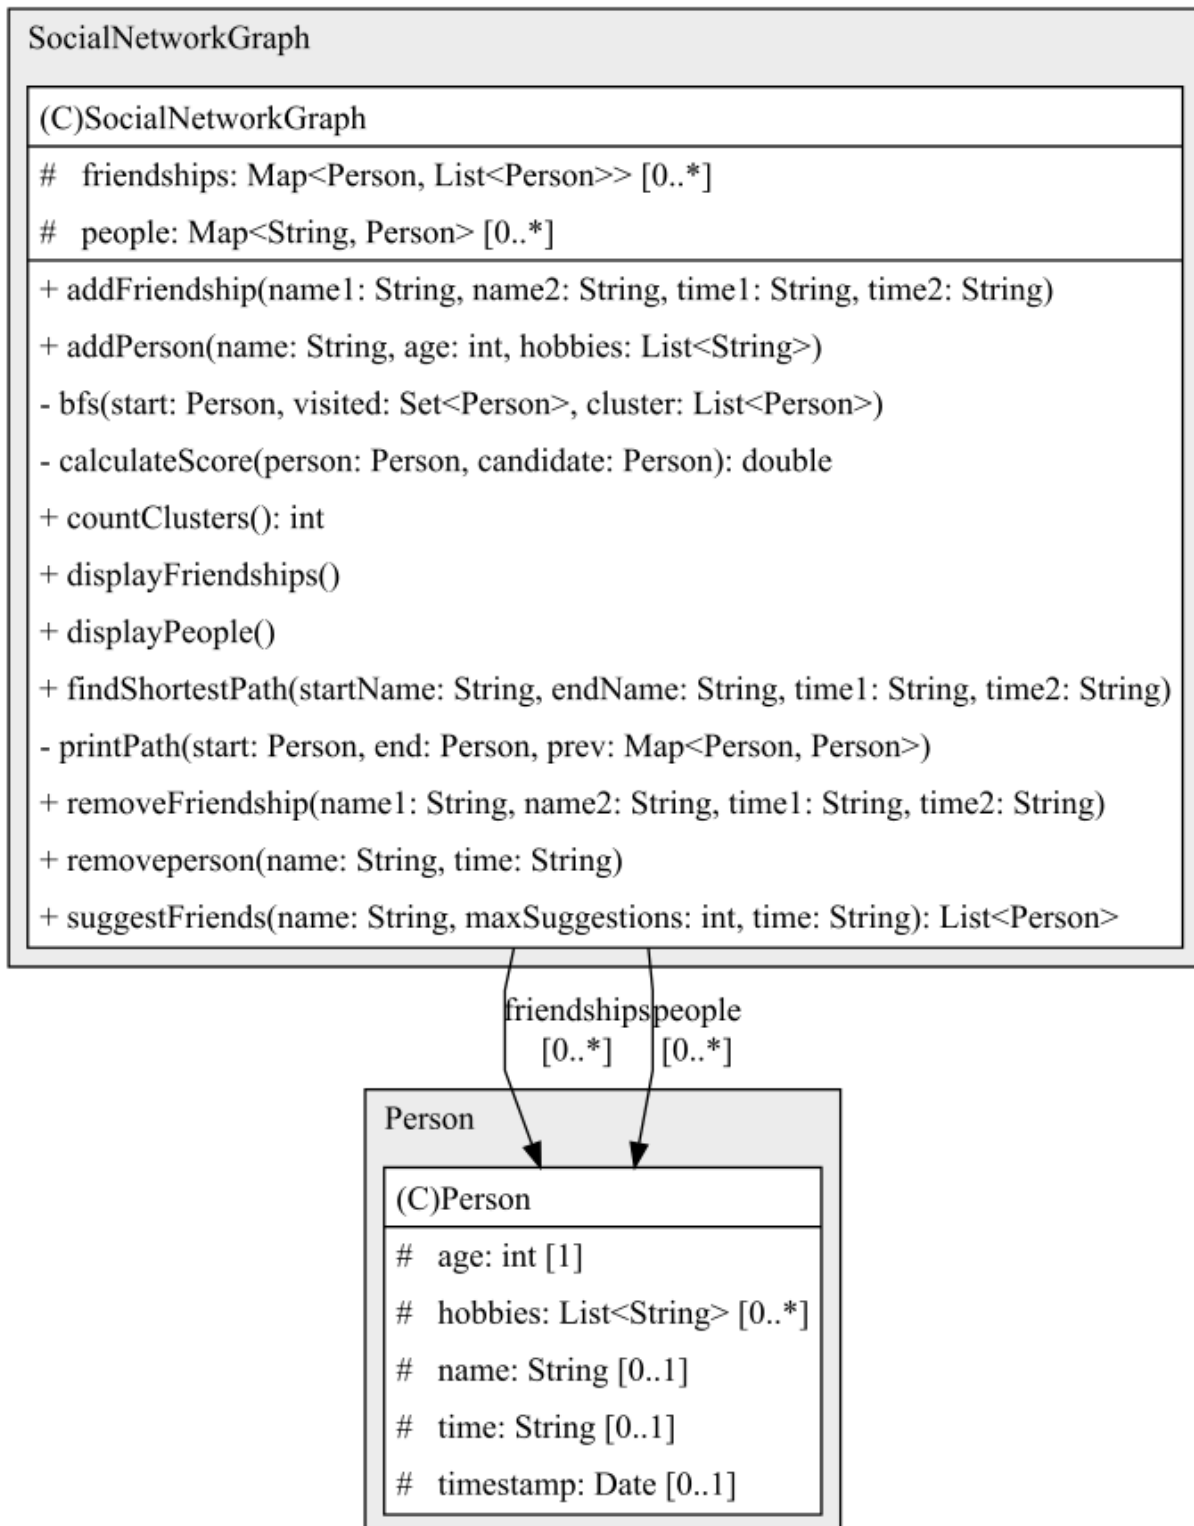 SocialNetworkGraph
(C)SocialNetworkGraph
# friendships: Map<Person, List<Person>> [0..*]
# people: Map<String, Person> [0..*]
+ addFriendship(name1: String, name2: String, time1: String, time2: String)
+ addPerson(name: String, age: int, hobbies: List<String>)
- bfs(start: Person, visited: Set<Person>, cluster: List<Person>)
- calculateScore(person: Person, candidate: Person): double
+ countClusters(): int
+ displayFriendships()
+ displayPeople()
+ findShortestPath(startName: String, endName: String, time1: String, time2: String)
- printPath(start: Person, end: Person, prev: Map<Person, Person>)
+ removeFriendship(name1: String, name2: String, time1: String, time2: String)
+ removeperson(name: String, time: String)
+ suggestFriends(name: String, maxSuggestions: int, time: String): List<Person>
friendships people
[0..*] [0..*]
Person
(C)Person
# age: int [1]
# hobbies: List<String> [0..*]
# name: String [0..1]
# time: String [0..1]
# timestamp: Date [0..1]